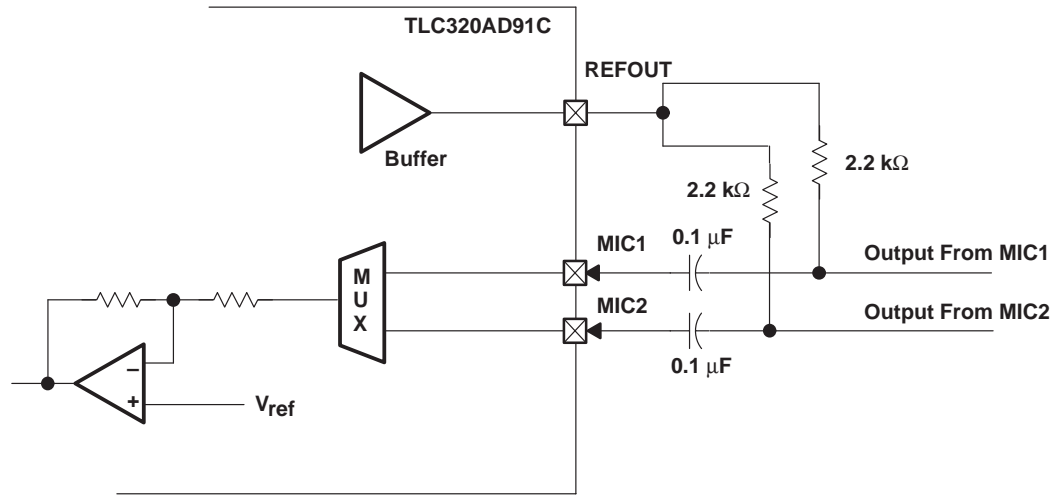 TLC320AD91C
REFOUT
Buffer
2.2 kΩ
2.2 kΩ
MIC1
0.1 μF
Output From MIC1
M
U
X
MIC2
Output From MIC2
0.1 μF
−
+
Vref